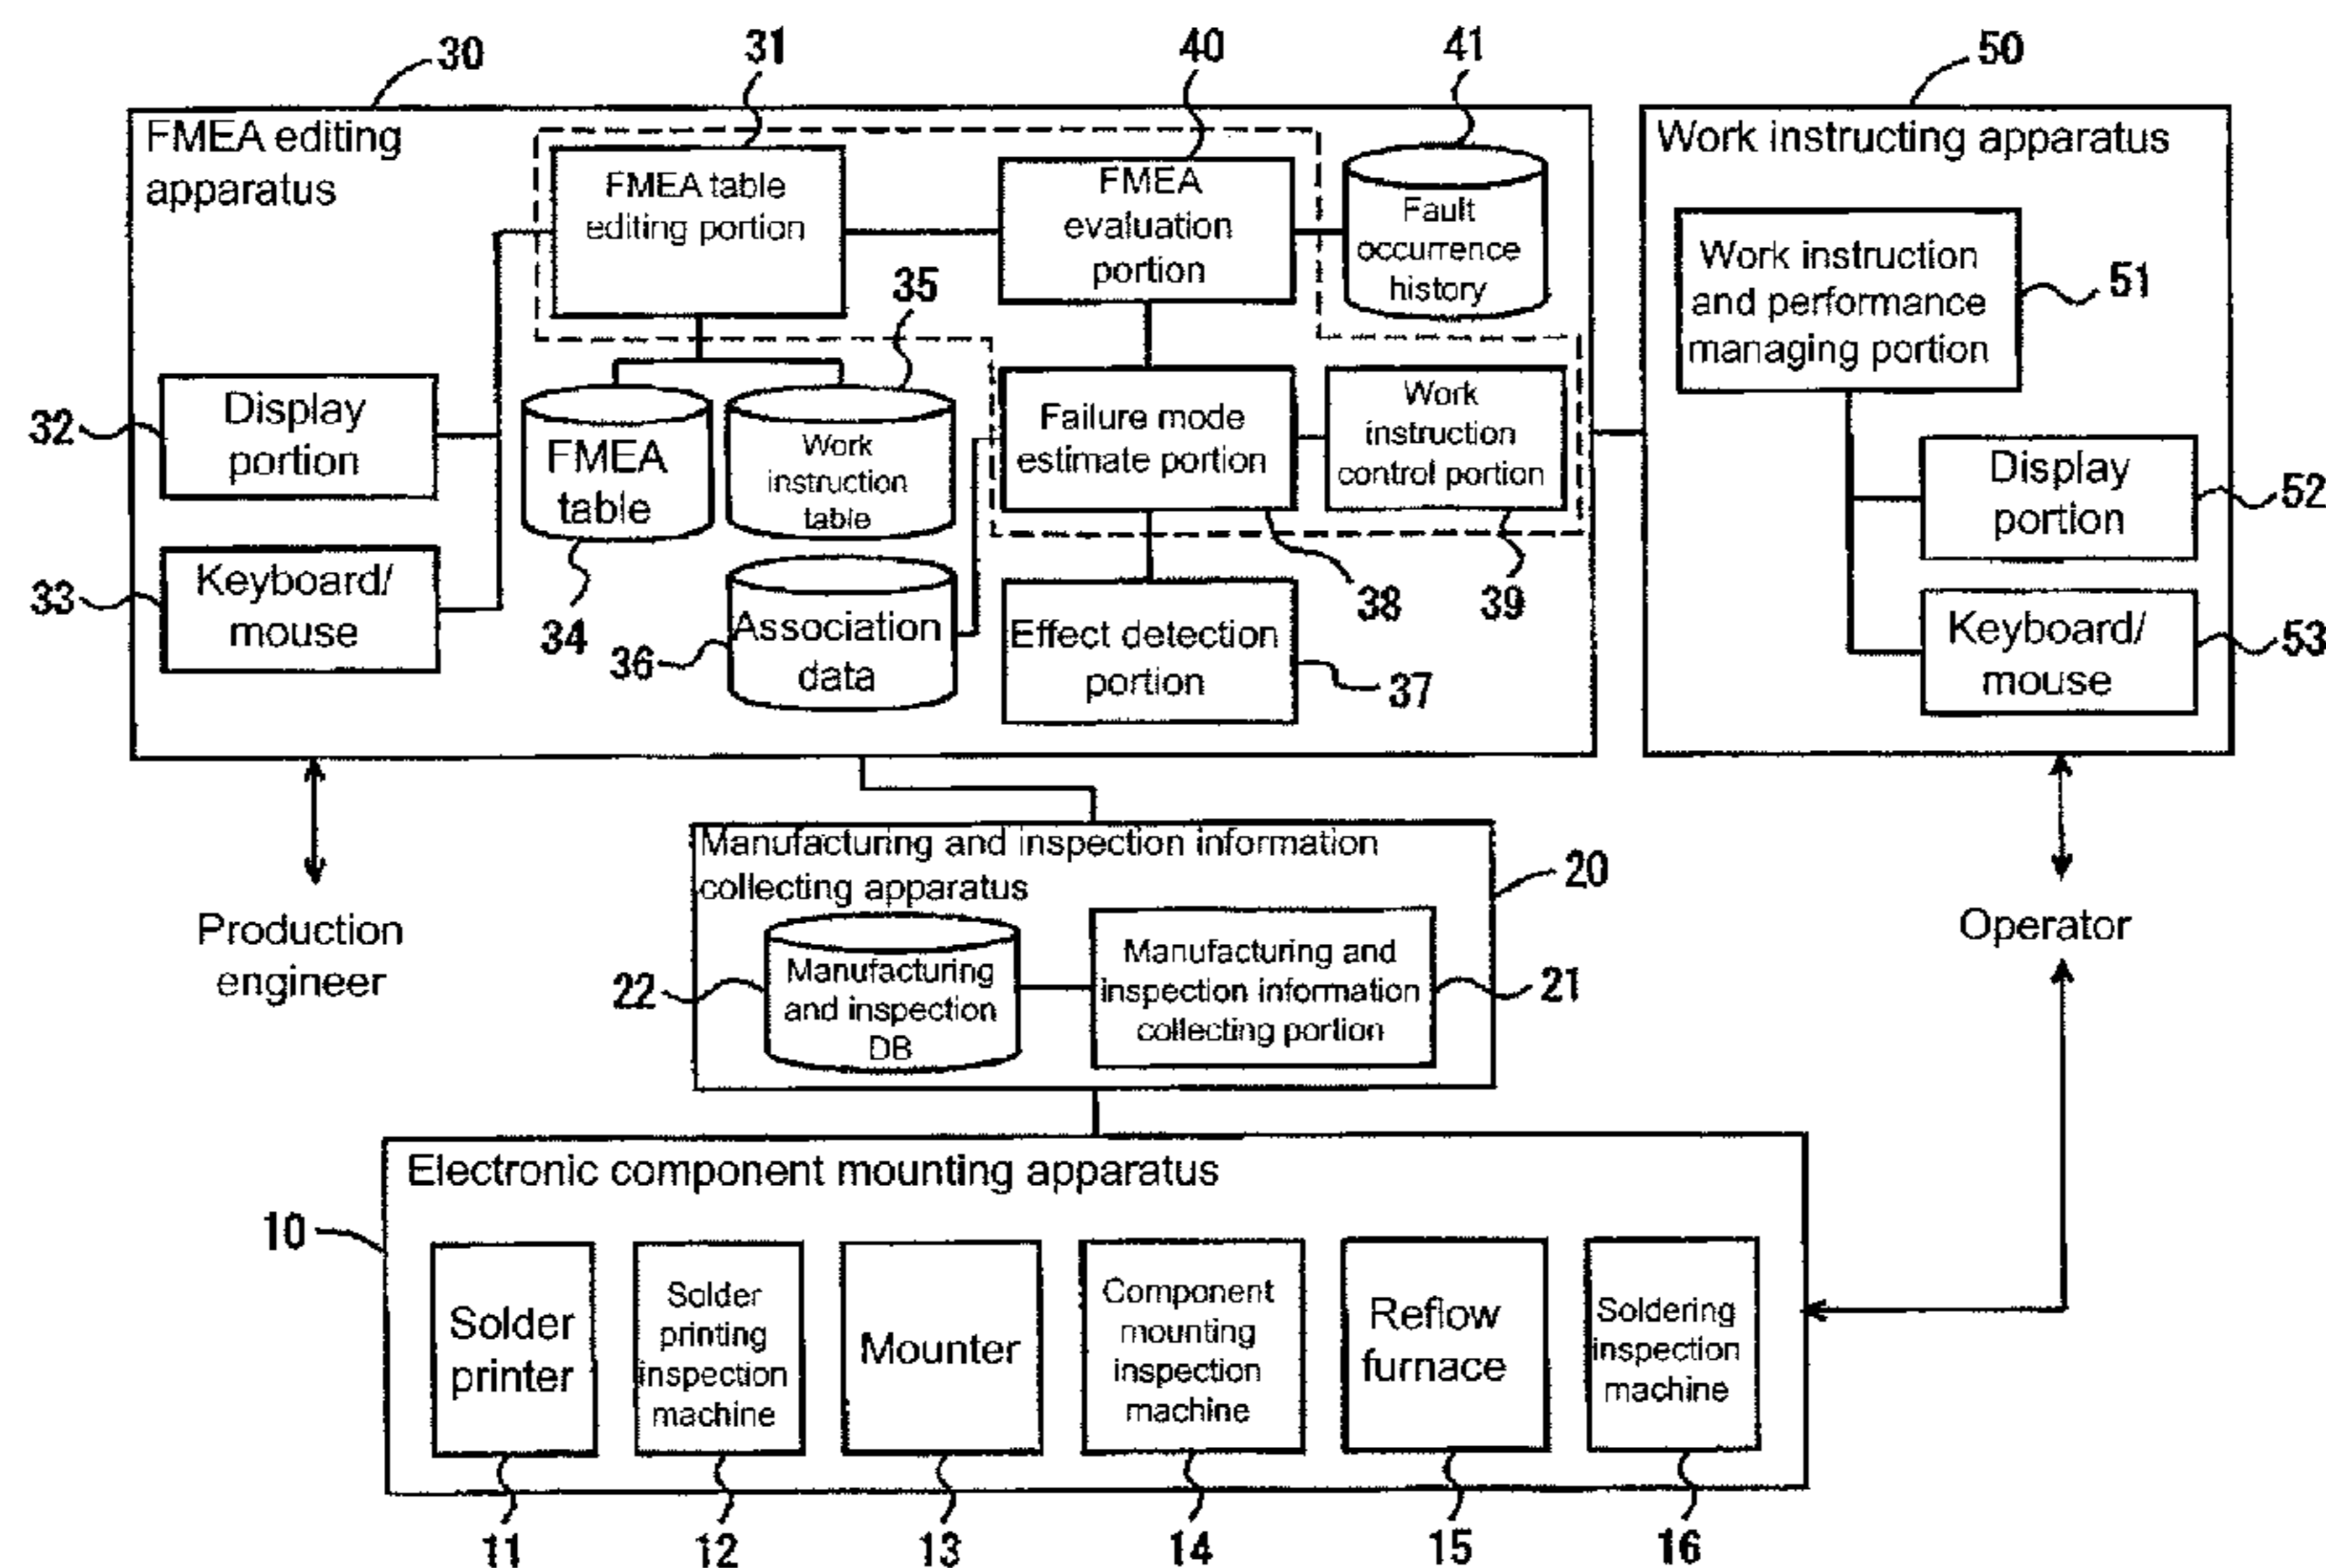 30
31
40
41
50
FMEA editing
apparatus
FMEA table
editing portion
FMEA
evaluation
portion
Fault
occurrence
history
Work instructing apparatus
Work instruction
and performance
managing portion
51
35
32
Display
portion
FMEA
table
Work
instruction
table
Failure mode
estimate portion
Work
instruction
control portion
Display
portion
52
33
Keyboard/
mouse
34
36
Association
data
Effect detection
portion
37
38
39
Keyboard/
mouse
53
Production
engineer
Manufacturing and inspection information
collecting apparatus
20
22
Manufacturing
and inspection
DB
Manufacturing and
inspection information
collecting portion
21
Operator
Electronic component mounting apparatus
10
Solder
printer
Solder
printing
inspection
machine
Mounter
Component
mounting
inspection
machine
Reflow
furnace
Soldering
inspection
machine
11
12
13
14
15
16